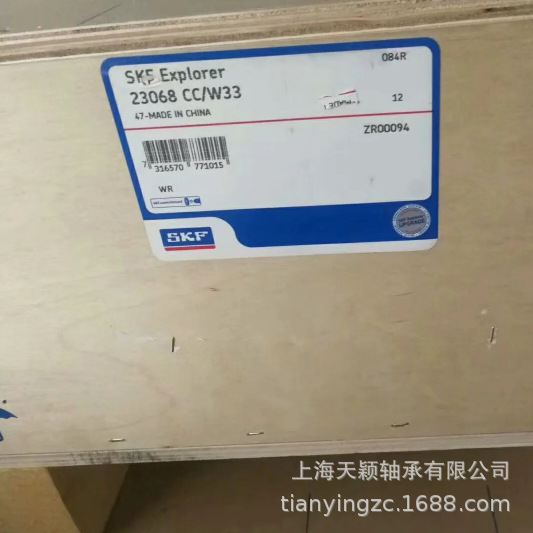 084R
SKF Explorer
23068 CC/W33
47-MADE IN CHINA
12
ZR00094
7 316570 771015
WR
SKF
UPGRADE
上海天颖轴承有限公司
tianyingzc.1688.com